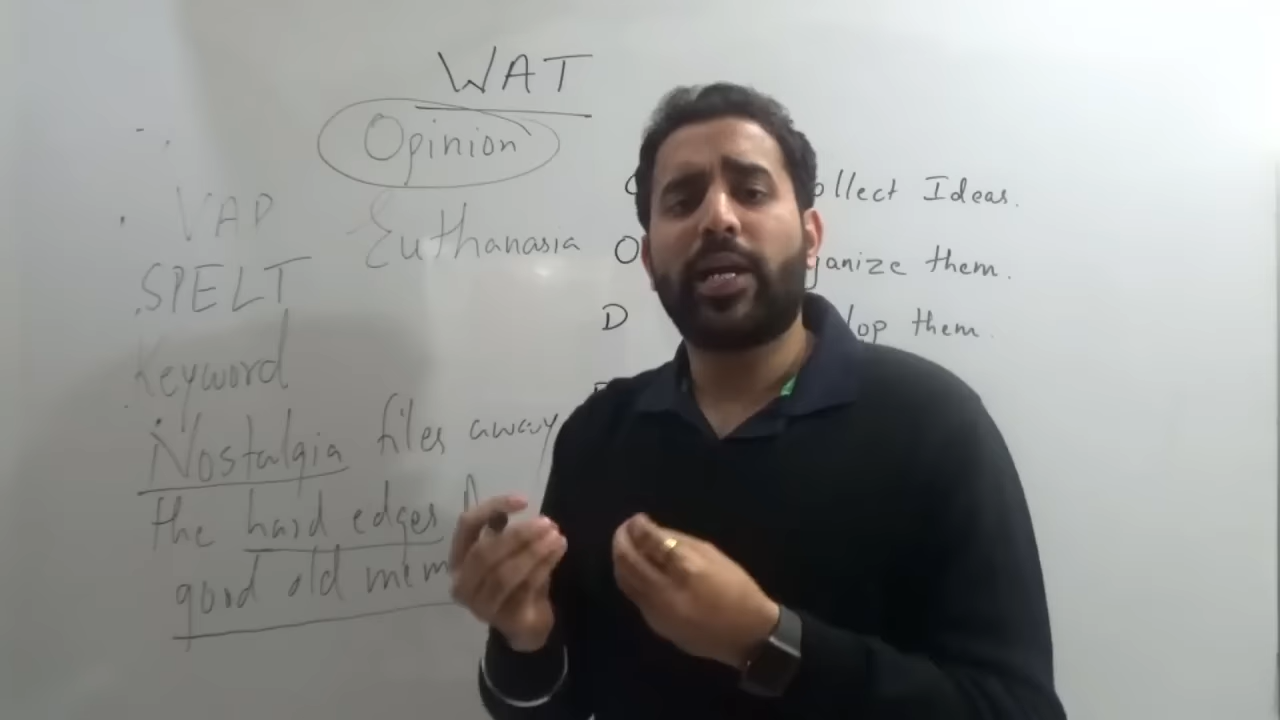 WAT
Opinion
VAP
Euthanasia
SPELT
Keyword
Nostalgia files away
the hard edges
good old mem
ollect Ideas.
O ganize them.
D lop them.